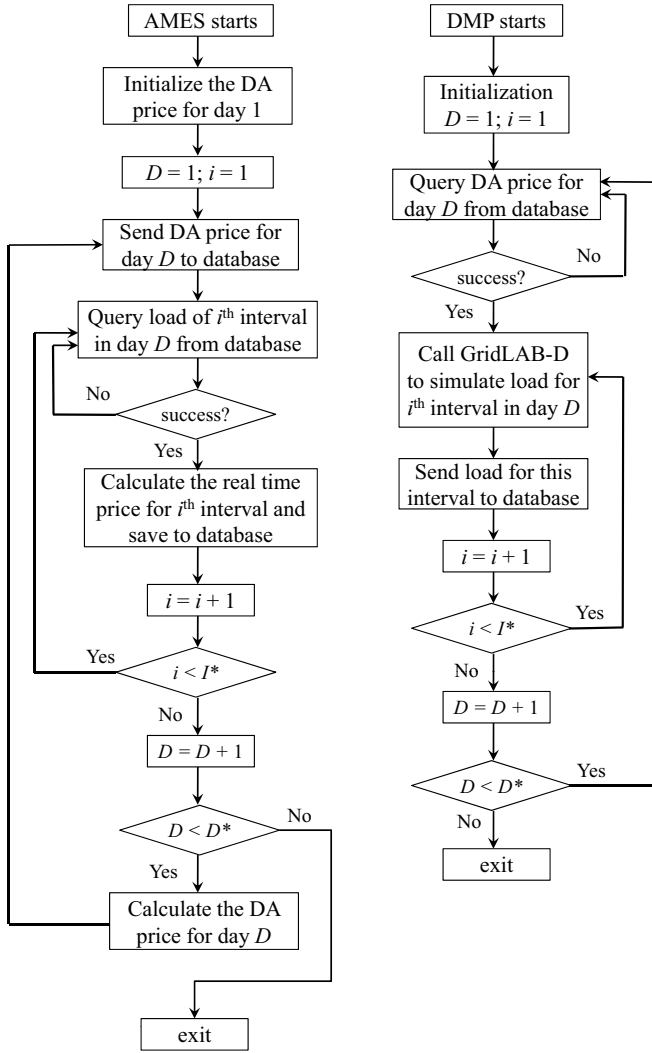 AMES starts
Initialize the DA
price for day 1
D = 1; i = 1
Send DA price for
day D to database
Query load of iᵗʰ interval
in day D from database
No
success?
Yes
Calculate the real time
price for iᵗʰ interval and
save to database
i = i + 1
Yes
i < I*
No
D = D + 1
D < D*
No
Yes
Calculate the DA
price for day D
exit
DMP starts
Initialization
D = 1; i = 1
Query DA price for
day D from database
No
success?
Yes
Call GridLAB-D
to simulate load for
iᵗʰ interval in day D
Send load for this
interval to database
i = i + 1
Yes
i < I*
No
D = D + 1
Yes
D < D*
No
exit